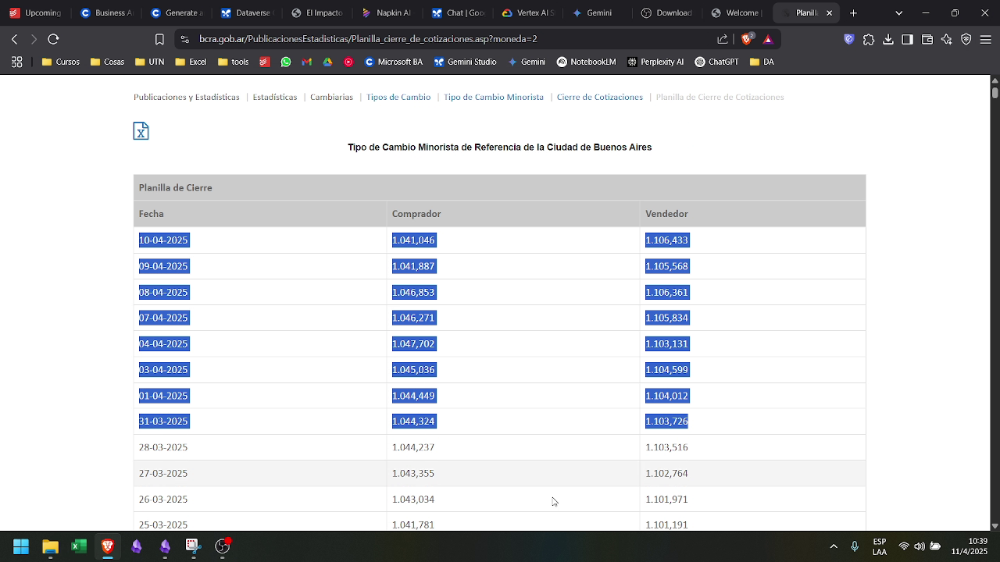 Upcoming
Business A
Generate a
Dataverse
El Impacto
Napkin AI
Chat | Goo
Vertex AI S
Gemini
Download
Welcome
Planill
bcra.gob.ar/PublicacionesEstadisticas/Planilla_cierre_de_cotizaciones.asp?moneda=2
2
Cursos
Cosas
UTN
Excel
tools
Microsoft BA
Gemini Studio
Gemini
NotebookLM
Perplexity AI
ChatGPT
DA
Publicaciones y Estadísticas | Estadísticas | Cambiarias | Tipos de Cambio | Tipo de Cambio Minorista | Cierre de Cotizaciones | Planilla de Cierre de Cotizaciones
Tipo de Cambio Minorista de Referencia de la Ciudad de Buenos Aires
Planilla de Cierre
Fecha Comprador Vendedor
10-04-2025 1.041,046 1.106,433
09-04-2025 1.041,887 1.105,568
08-04-2025 1.046,853 1.106,361
07-04-2025 1.046,271 1.105,834
04-04-2025 1.047,702 1.103,131
03-04-2025 1.045,036 1.104,599
01-04-2025 1.044,449 1.104,012
31-03-2025 1.044,324 1.103,726
28-03-2025 1.044,237 1.103,516
27-03-2025 1.043,355 1.102,764
26-03-2025 1.043,034 1.101,971
25-03-2025 1.041,781 1.101,191
ESP
LAA
10:39
11/4/2025